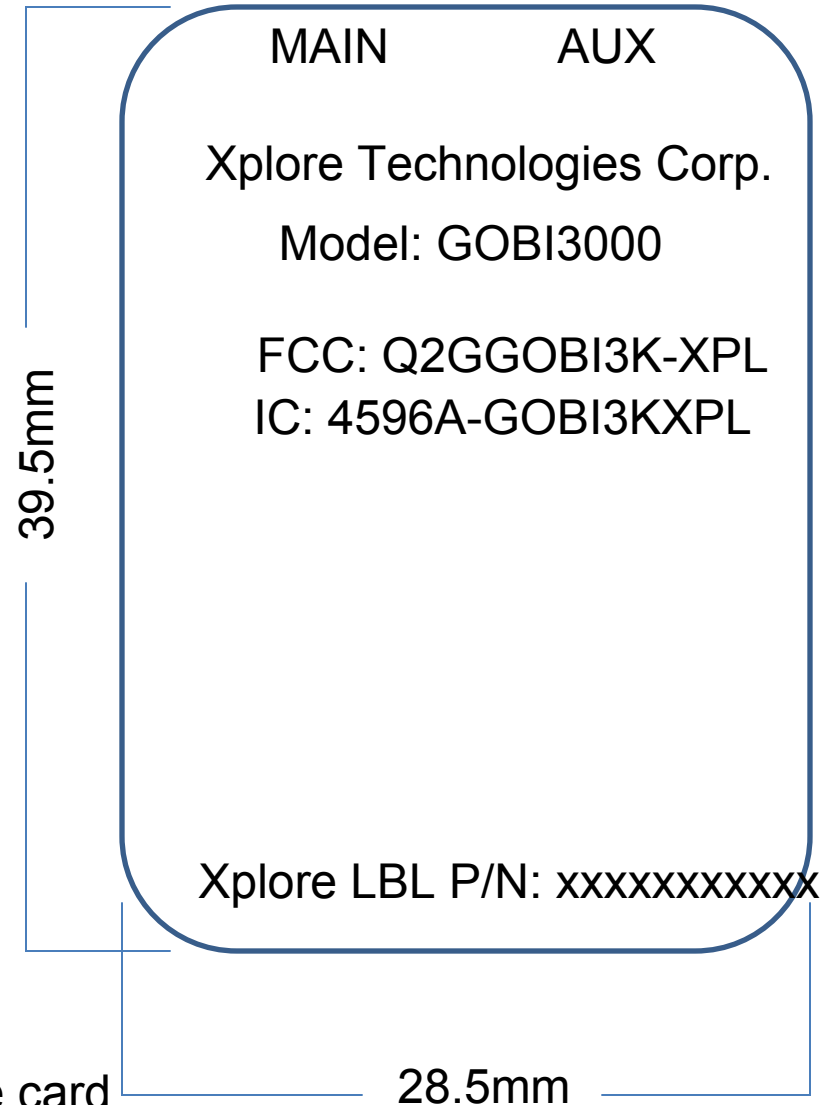 MAIN AUX
Xplore Technologies Corp.
Model: GOBI3000
FCC: Q2GGOBI3K-XPL
IC: 4596A-GOBI3KXPL
39.5mm
Xplore LBL P/N: xxxxxxxxxxx
28.5mm
card